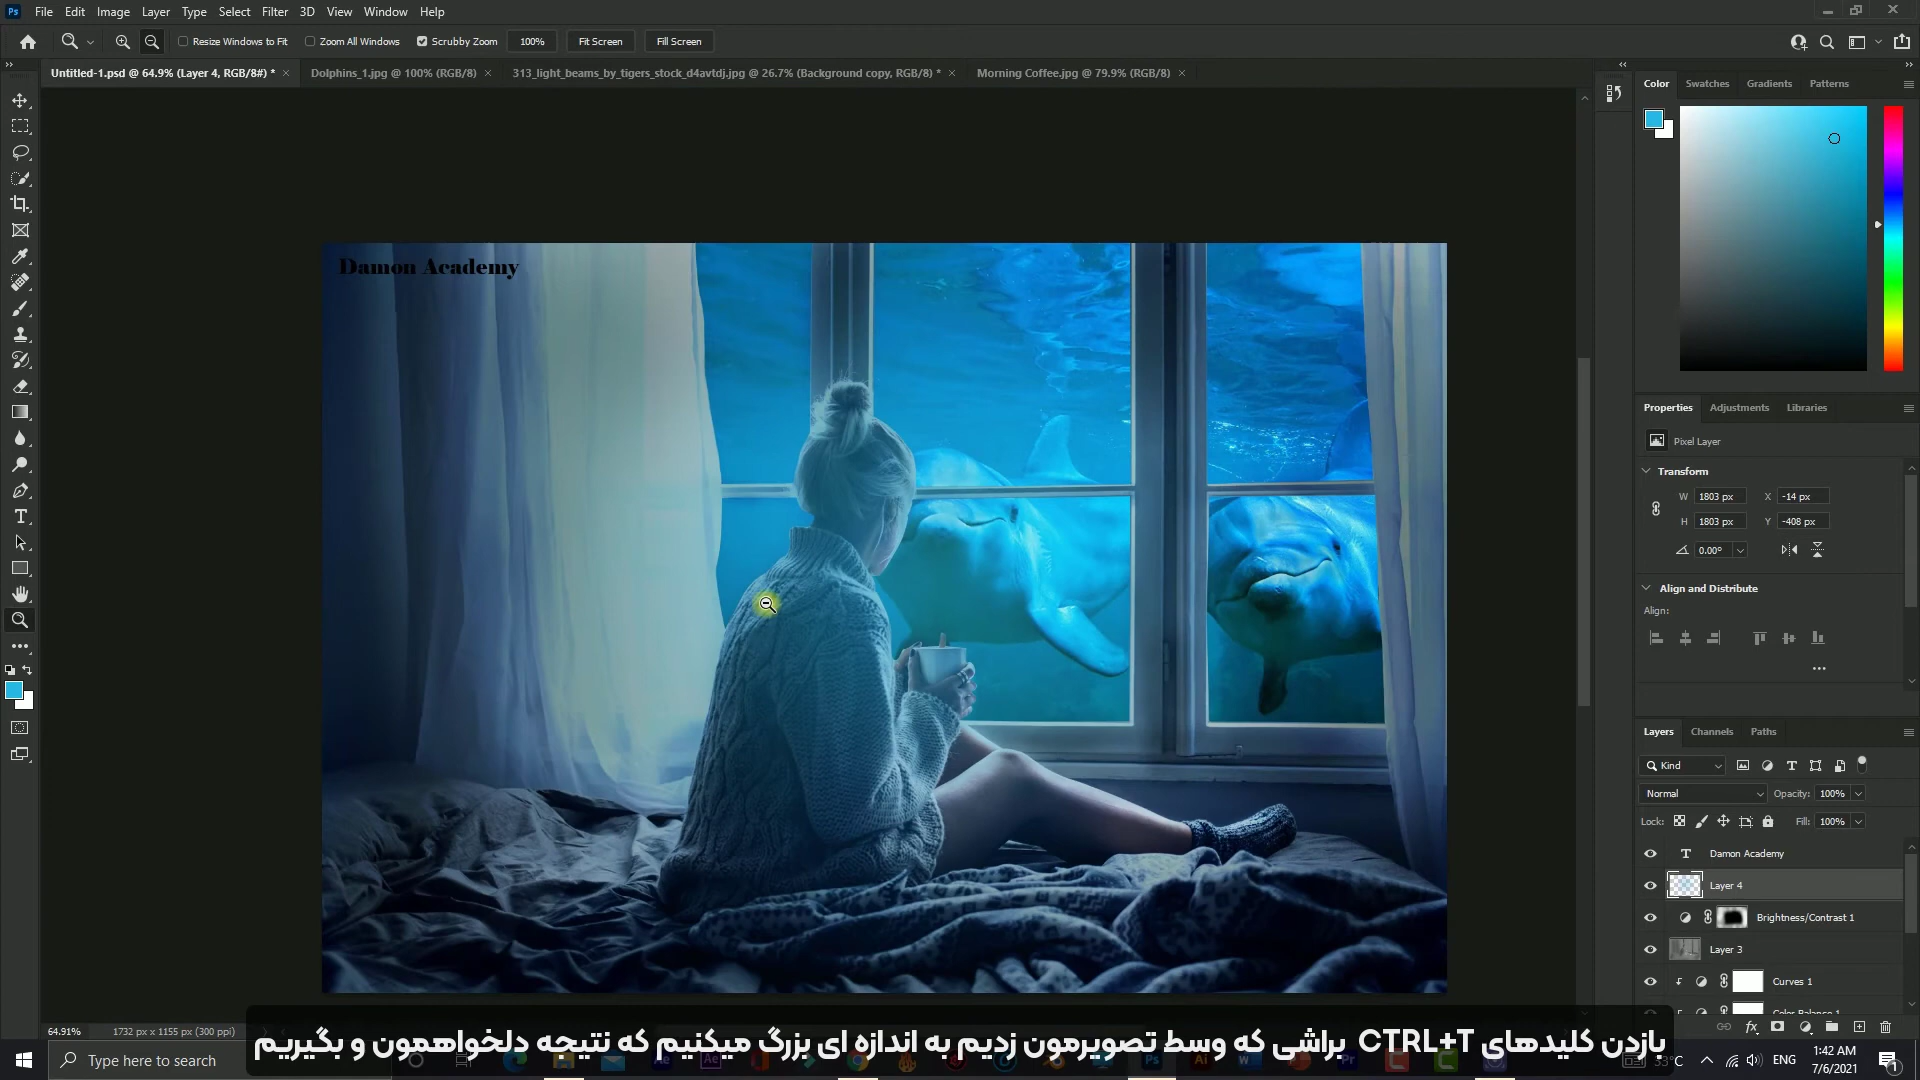 Ps File Edit Image Layer Type Select Filter 3D View Window Help
Resize Windows to Fit Zoom All Windows Scrubby Zoom 100% Fit Screen Fill Screen
Untitled-1.psd @ 64.9% (Layer 4, RGB/8#) * Dolphins_1.jpg @ 100% (RGB/8) 313_light_beams_by_tigers_stock_d4avtdj.jpg @ 26.7% (Background copy, RGB/8) * Morning Coffee.jpg @ 79.9% (RGB/8)
Color Swatches Gradients Patterns
Damon Academy
Properties Adjustments Libraries
Pixel Layer
Transform
W 1803 px X -14 px
H 1803 px Y -408 px
0.00°
Align and Distribute
Align:
Layers Channels Paths
Kind
Normal Opacity: 100%
Lock: Fill: 100%
Damon Academy
Layer 4
Brightness/Contrast 1
Layer 3
Curves 1
Color Balance 1
64.91% 1732 px x 1155 px (300 ppi)
بازدن کلیدهای CTRL+T براشی که وسط تصویرمون زدیم به اندازه ای بزرگ میکنیم که نتیجه دلخواهمون و بگیریم
Type here to search
ENG
1:42 AM
7/6/2021